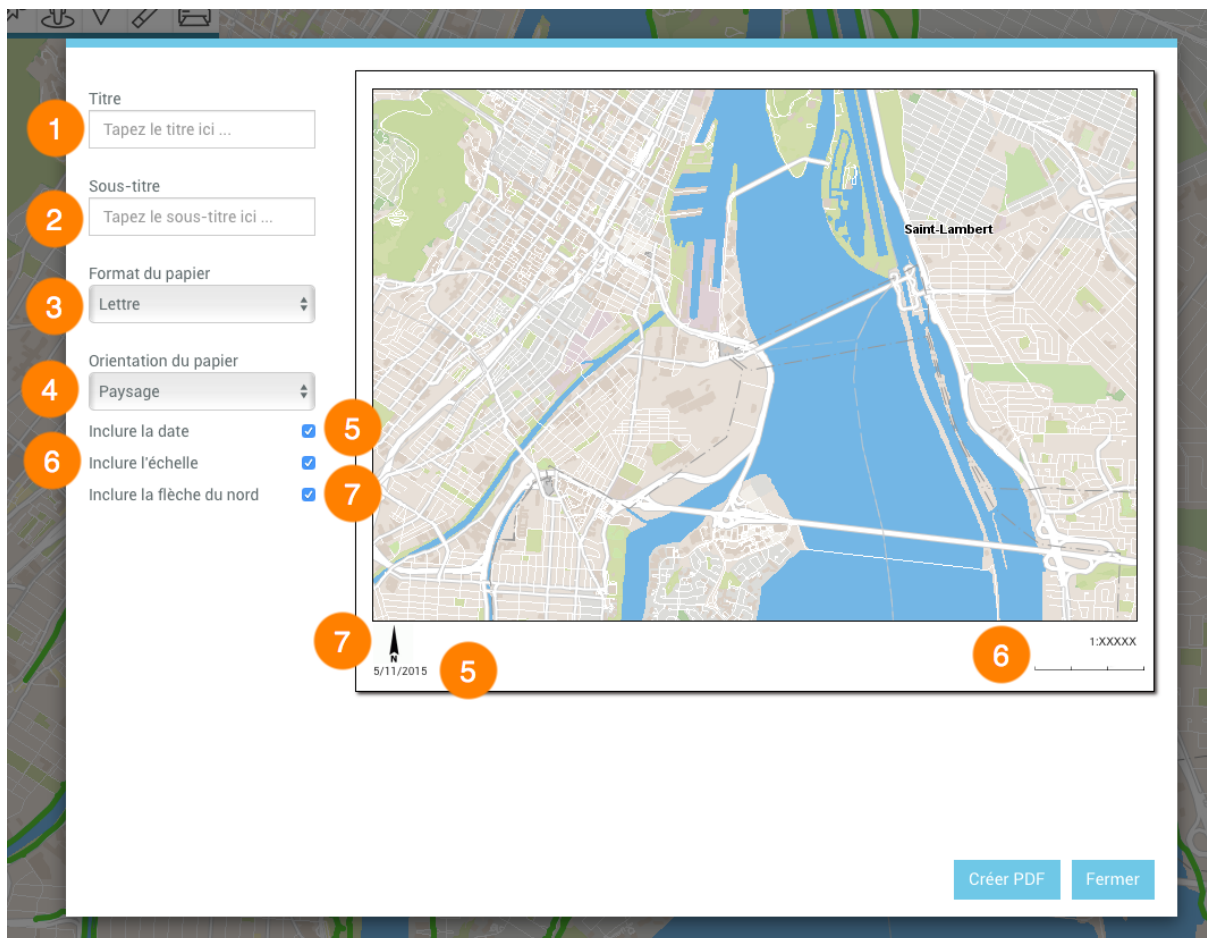 Titre
1
Tapez le titre ici ...
Sous-titre
2
Tapez le sous-titre ici ...
Format du papier
3
Lettre
Orientation du papier
4
Paysage
Inclure la date
5
6
Inclure l'échelle
Inclure la flèche du nord
7
Saint-Lambert
7
N
5/11/2015
5
6
1:XXXXX
Créer PDF
Fermer